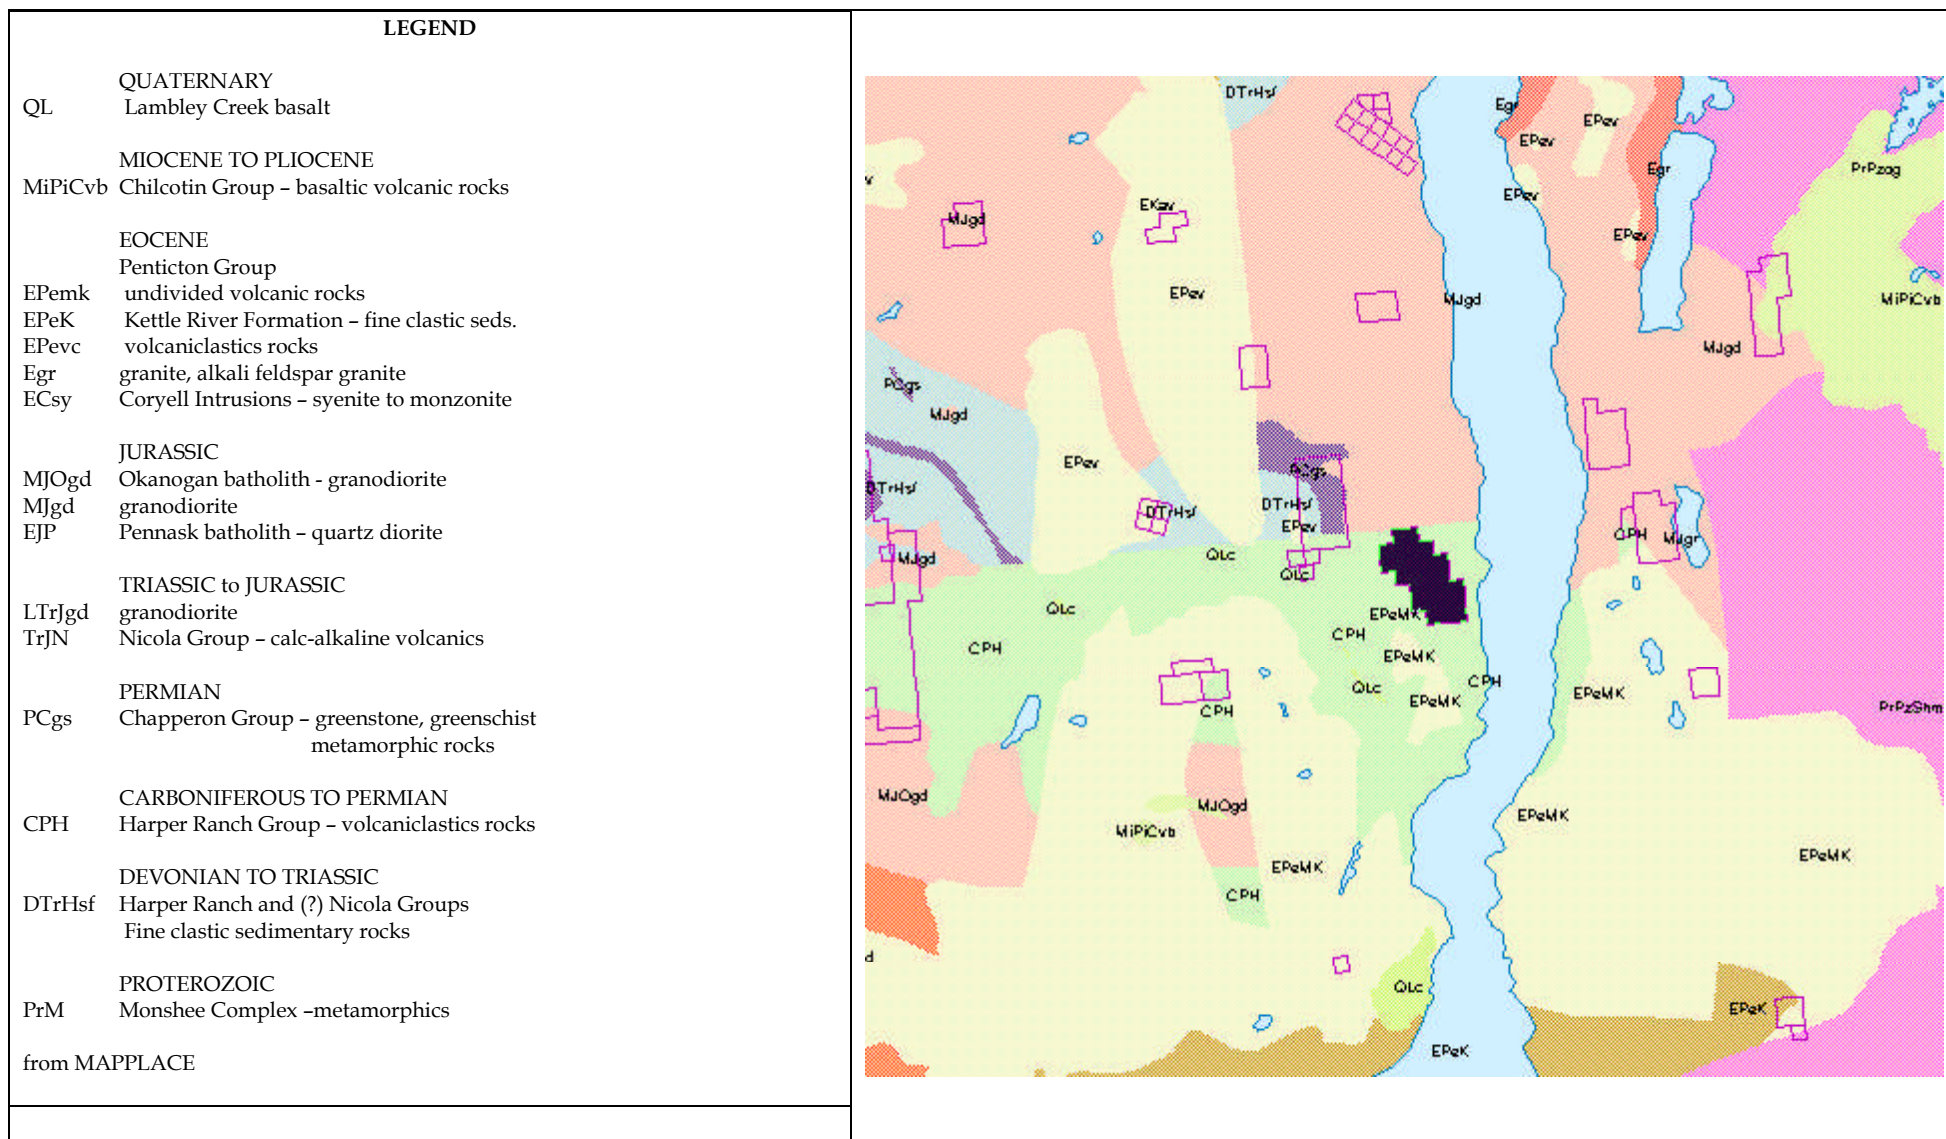 LEGEND
QUATERNARY
QL Lambley Creek basalt
MIOCENE TO PLIOCENE
MiPiCvb Chilcotin Group – basaltic volcanic rocks
EOCENE
Penticton Group
EPemk undivided volcanic rocks
EPeK Kettle River Formation – fine clastic seds.
EPevc volcaniclastics rocks
Egr granite, alkali feldspar granite
ECsy Coryell Intrusions – syenite to monzonite
JURASSIC
MJOgd Okanogan batholith - granodiorite
MJgd granodiorite
EJP Pennask batholith – quartz diorite
TRIASSIC to JURASSIC
LTrJgd granodiorite
TrJN Nicola Group – calc-alkaline volcanics
PERMIAN
PCgs Chapperon Group – greenstone, greenschist
metamorphic rocks
CARBONIFEROUS TO PERMIAN
CPH Harper Ranch Group – volcaniclastics rocks
DEVONIAN TO TRIASSIC
DTrHsf Harper Ranch and (?) Nicola Groups
Fine clastic sedimentary rocks
PROTEROZOIC
PrM Monshee Complex –metamorphics
from MAPPLACE
DTrHsf
Egr
EPev
EPev
PrPzog
Egr
v
EPev
EKav
MJgd
EPev
EPev
MJgd
MiPiCvb
MJgd
PCgs
MJgd
EPev
PCgs
DTrHsf
DTrHsf
DTrHsf
EPev
CPH
MJgr
MJgd
QLc
QLc
QLc
EPeMK
CPH
CPH
EPeMK
CPH
QLc
EPeMK
EPeMK
CPH
PrPzShm
MJOgd
MJOgd
EPeMK
MiPiCvb
EPeMK
EPeMK
CPH
d
QLc
EPeK
EPeK